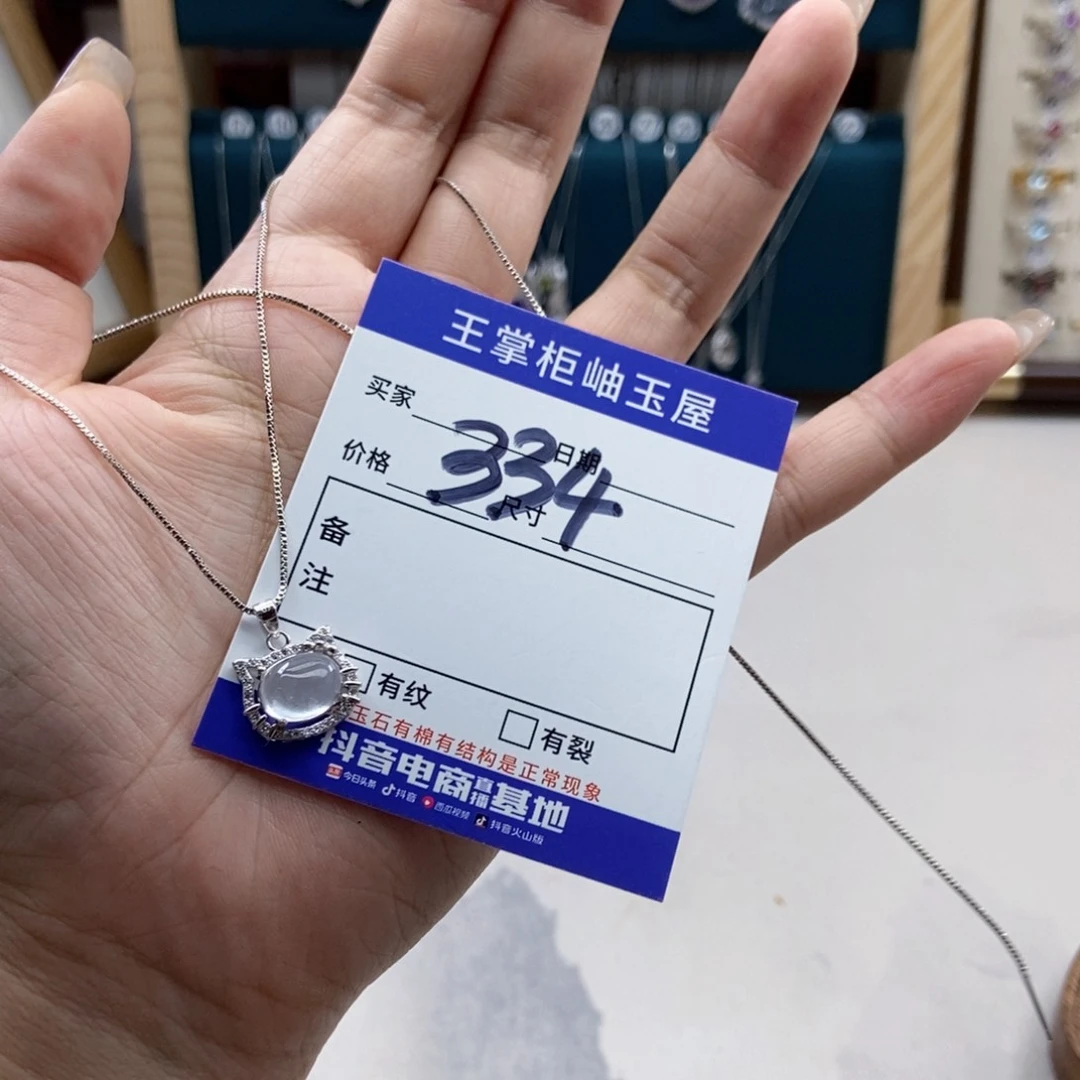 王掌柜岫玉屋
买家 日期
334
价格 尺寸
备注
有纹 有裂
玉石有棉有结构是正常现象
抖音电商直播基地
今日头条 抖音 西瓜视频 抖音火山版